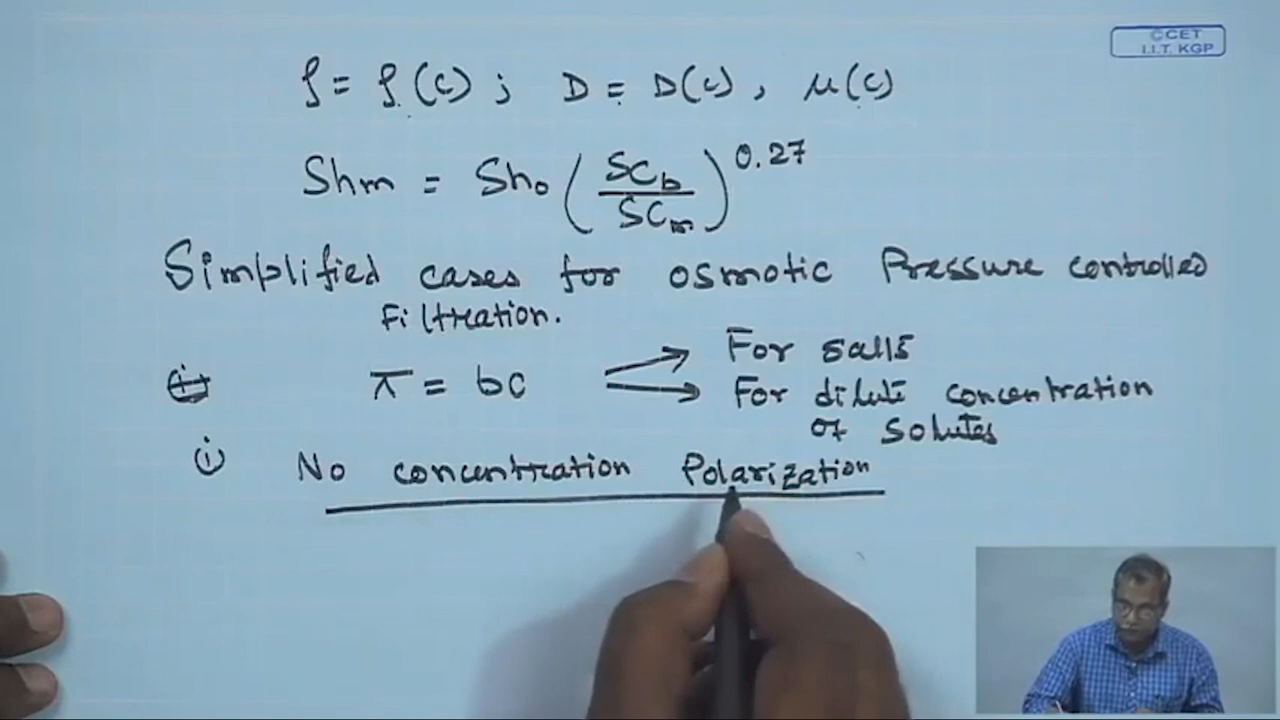 ©CET
I.I.T. KGP
ρ = ρ(c) ; D = D(c), μ(c)
Shm = Sho (Scb/Scm)^0.27
Simplified cases for osmotic Pressure controlled
Filtration.
π = bc
For salts
For dilute concentration
of solutes
(i) No concentration Polarization